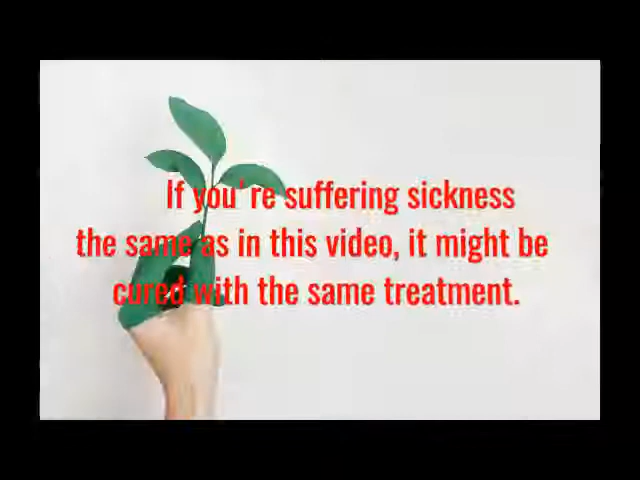 If you're suffering sickness
the same as in this video, it might be
cured with the same treatment.